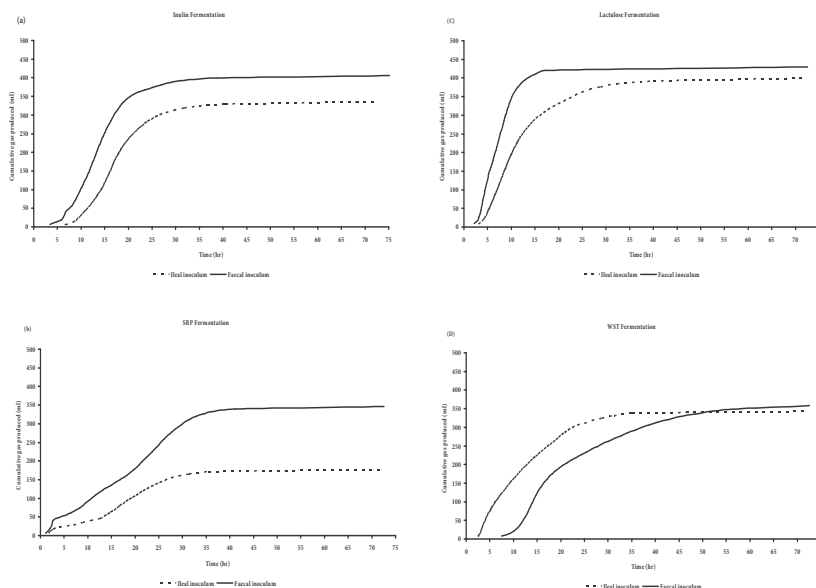 (a)
Inulin Fermentation
Cumulative gas produced (ml)
500
450
400
350
300
250
200
150
100
50
0
0 5 10 15 20 25 30 35 40 45 50 55 60 65 70 75
Time (hr)
Ileal inoculum Faecal inoculum
(C)
Lactulose Fermentation
Cumulative gas produced (ml)
500
450
400
350
300
250
200
150
100
50
0
0 5 10 15 20 25 30 35 40 45 50 55 60 65 70
Time (hr)
Ileal inoculum Faecal inoculum
(b)
SBP Fermentation
Cumulative gas produced (ml)
500
450
400
350
300
250
200
150
100
50
0
0 5 10 15 20 25 30 35 40 45 50 55 60 65 70 75
Time (hr)
Ileal inoculum Faecal inoculum
(D)
WST Fermentation
Cumulative gas produced (ml)
500
450
400
350
300
250
200
150
100
50
0
0 5 10 15 20 25 30 35 40 45 50 55 60 65 70
Time (hr)
Ileal inoculum Faecal inoculum